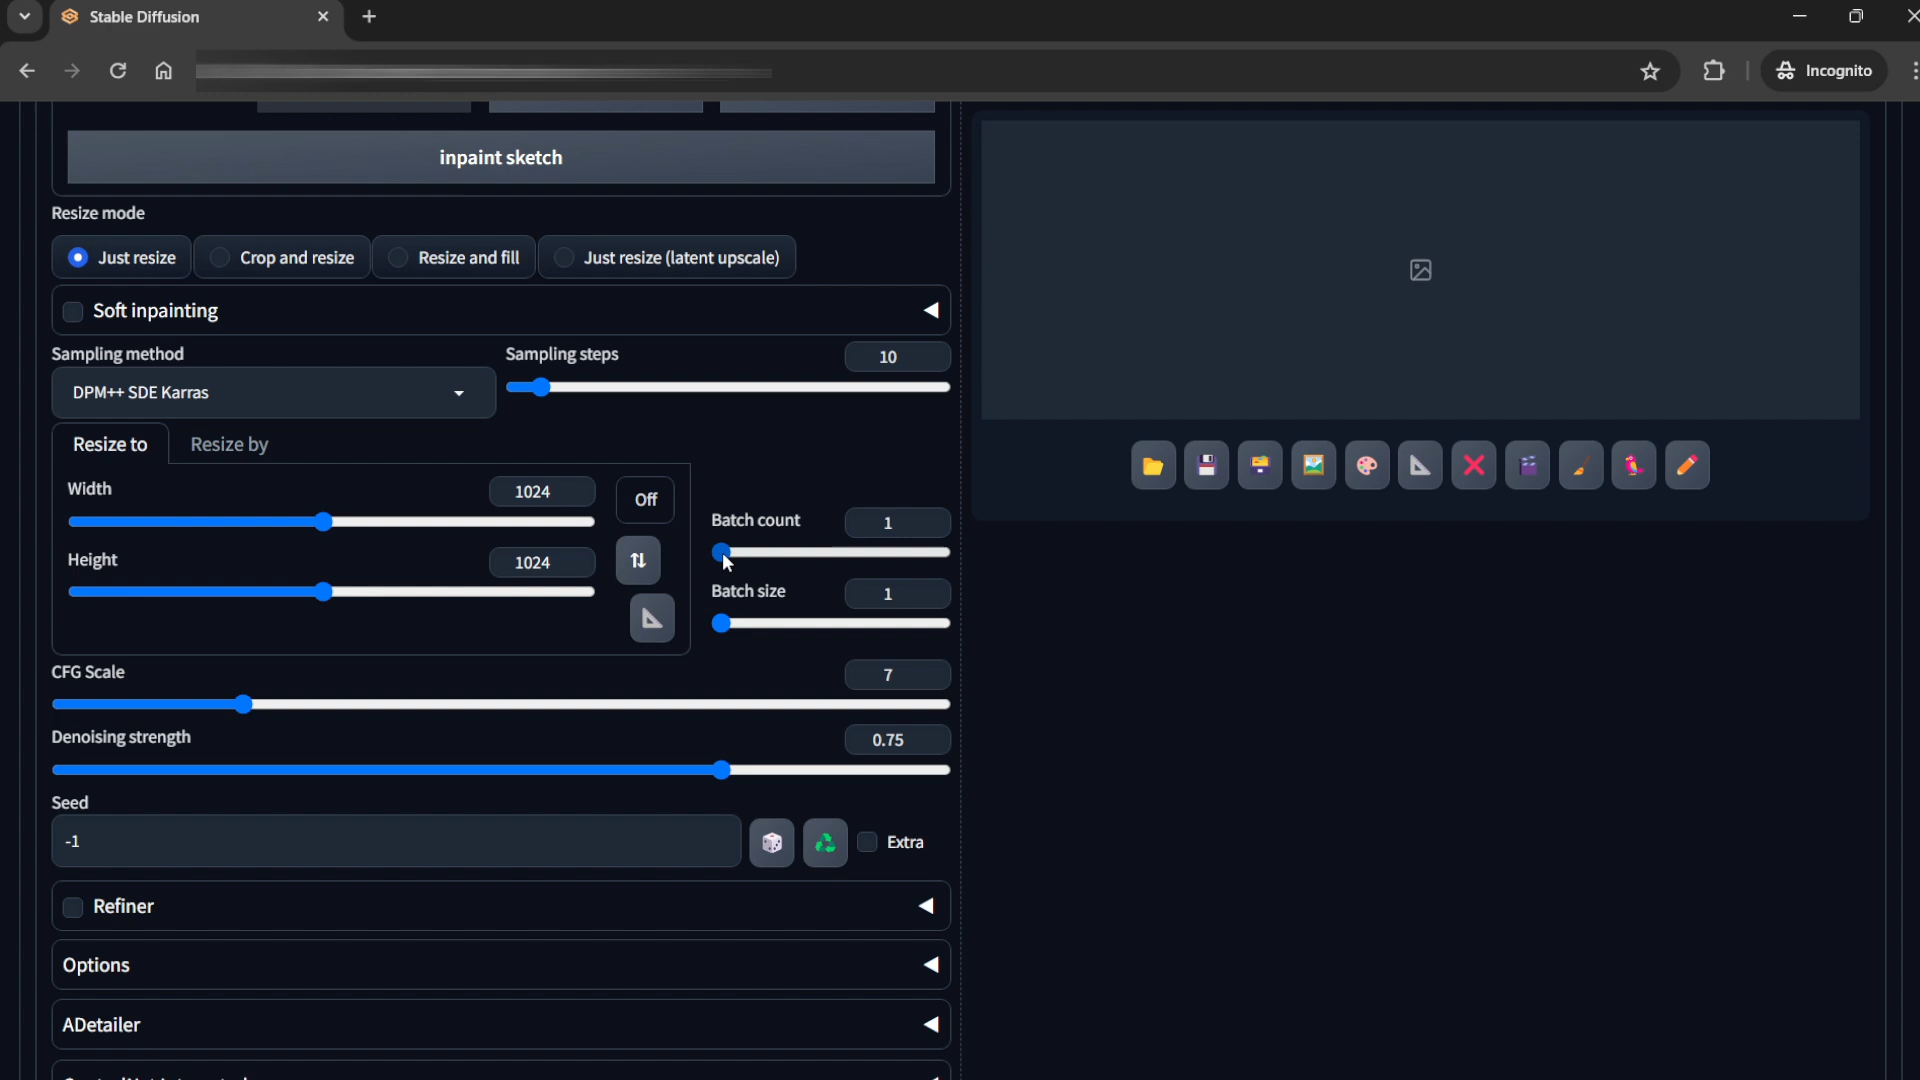 Stable Diffusion
Incognito
inpaint sketch
Resize mode
Just resize
Crop and resize
Resize and fill
Just resize (latent upscale)
Soft inpainting
Sampling method
Sampling steps
10
DPM++ SDE Karras
Resize to
Resize by
Width
1024
Off
Height
1024
Batch count
1
Batch size
1
CFG Scale
7
Denoising strength
0.75
Seed
-1
Extra
Refiner
Options
ADetailer